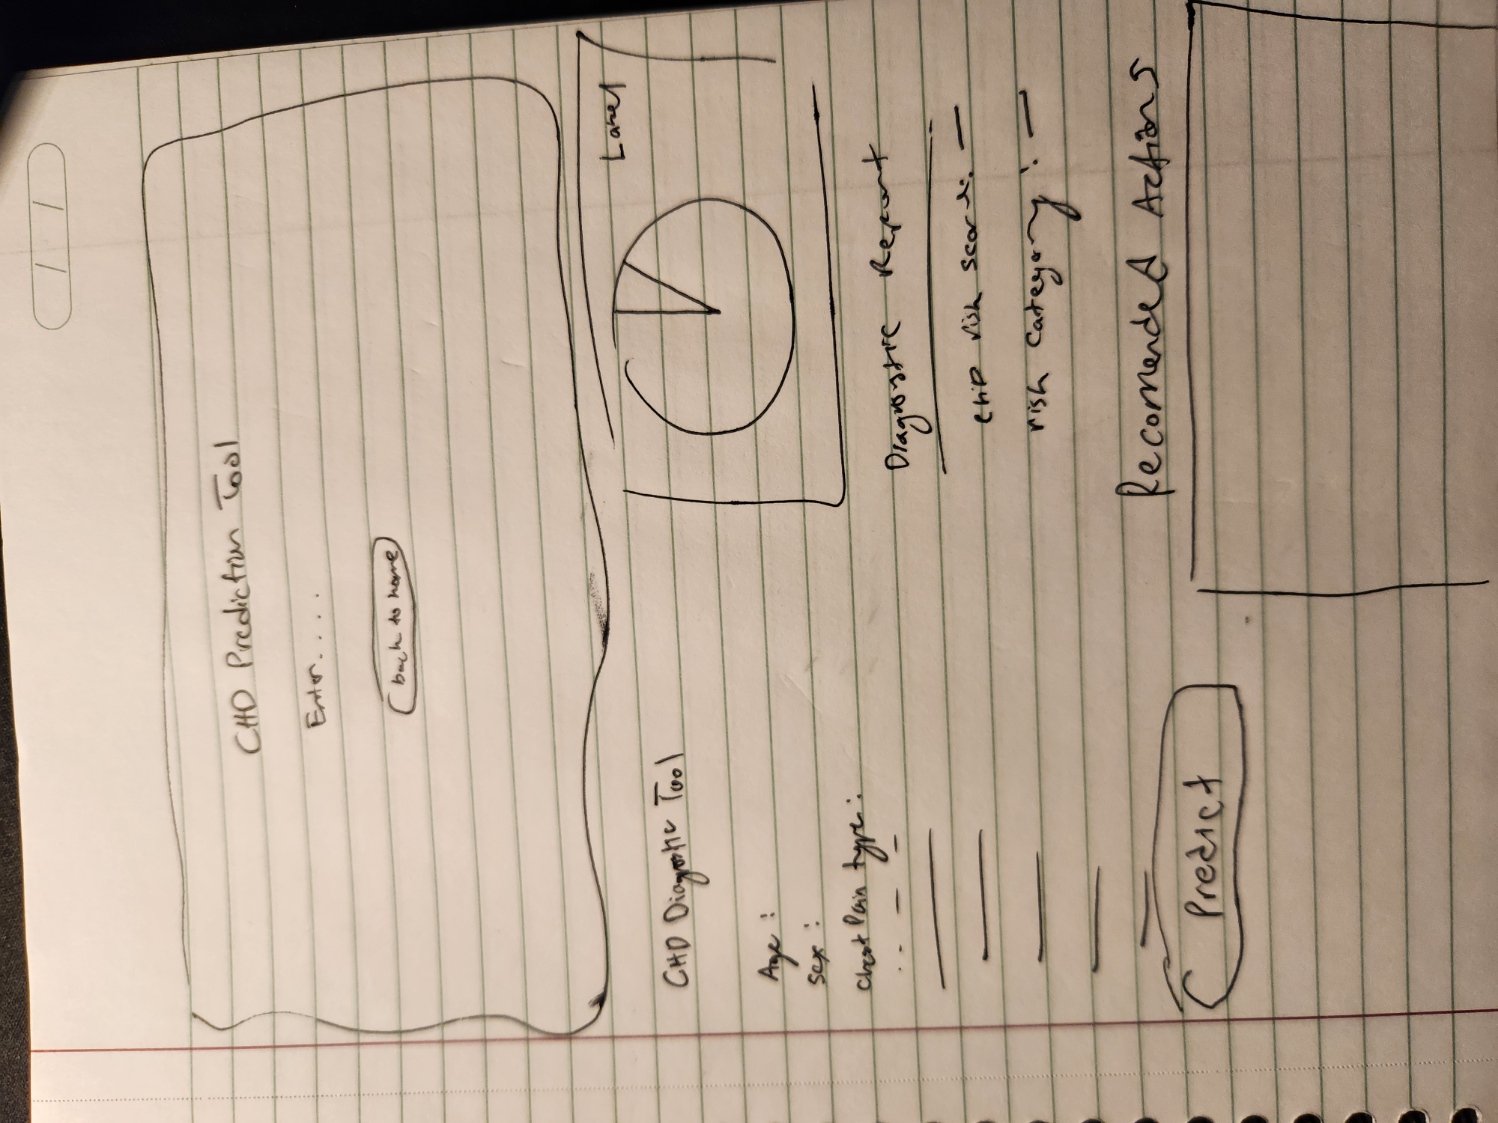 CHD Prediction Tool
Enter....
back to home
Label
CHD Diagnostic Tool
Age :
Sex :
Chest Pain type :
Predict
Diagnostic Report
CHD risk score: —
risk category : —
Recomended Actions